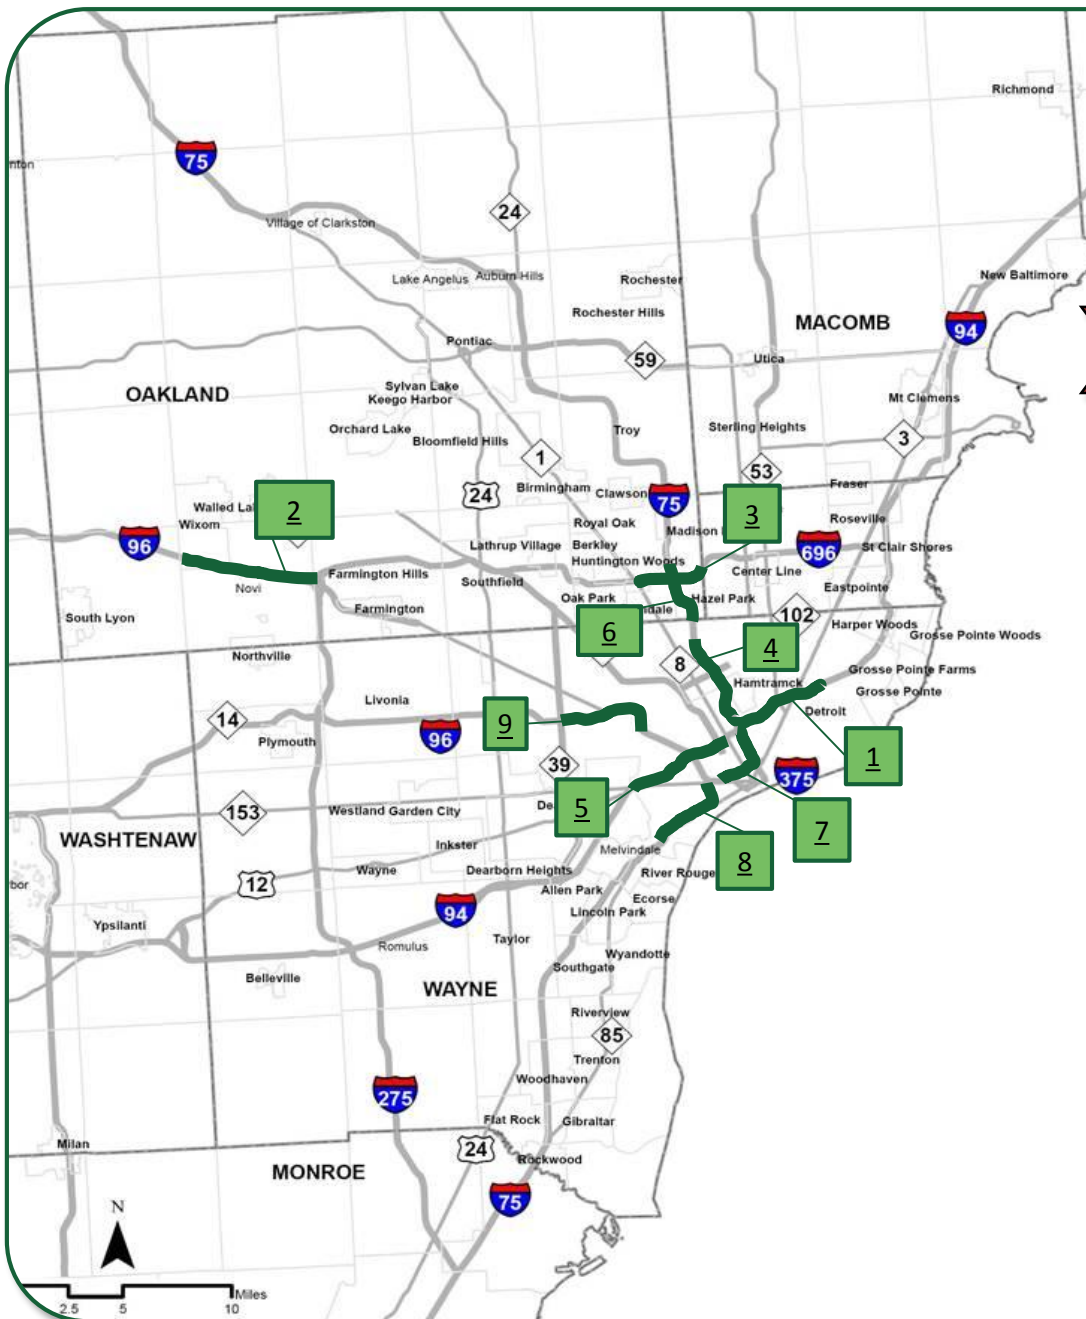 Richmond
nton
75
24
Village of Clarkston
New Baltimore
Lake Angelus
Auburn Hills
Rochester
Rochester Hills
MACOMB
94
Pontiac
59
Utica
OAKLAND
Sylvan Lake
Keego Harbor
Mt Clemens
Orchard Lake
Bloomfield Hills
Troy
Sterling Heights
3
1
53
Birmingham
Clawson
75
24
Fraser
Walled La
2
Wixom
Royal Oak
Madison
3
Roseville
96
Lathrup Village
Berkley
696
St Clair Shores
Huntington Woods
Center Line
Novi
Farmington Hills
Southfield
Eastpointe
South Lyon
Farmington
Oak Park
ndale
Hazel Park
6
102
Harper Woods
Grosse Pointe Woods
Northville
8
4
Grosse Pointe Farms
Hamtramck
Grosse Pointe
Livonia
14
9
Detroit
Plymouth
96
1
39
375
153
Westland
Garden City
5
De
7
WASHTENAW
Inkster
Melvindale
8
Wayne
Dearborn Heights
River Rouge
12
bor
Allen Park
Ecorse
94
Lincoln Park
Ypsilanti
Romulus
Taylor
Wyandotte
Belleville
Southgate
WAYNE
Riverview
85
Trenton
Woodhaven
275
Flat Rock
Gibraltar
Milan
24
Rockwood
MONROE
75
N
Miles
2.5
5
10